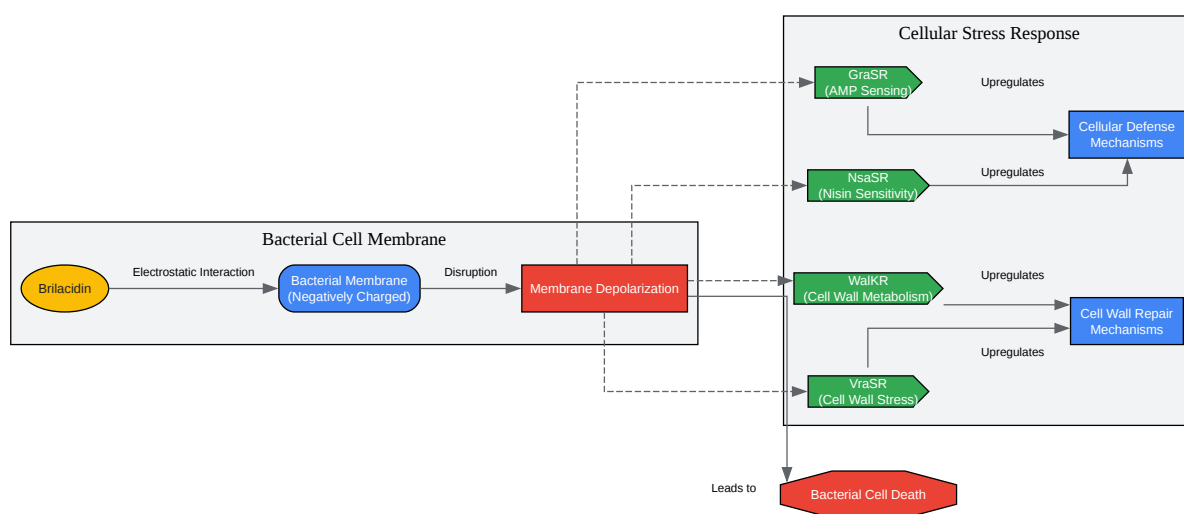 Cellular Stress Response
GraSR
(AMP Sensing)
Upregulates
Cellular Defense
Mechanisms
NsaSR
(Nisin Sensitivity)
Upregulates
Bacterial Cell Membrane
Brilacidin
Electrostatic Interaction
Bacterial Membrane
(Negatively Charged)
Disruption
Membrane Depolarization
WalKR
(Cell Wall Metabolism)
Upregulates
Cell Wall Repair
Mechanisms
Upregulates
VraSR
(Cell Wall Stress)
Leads to
Bacterial Cell Death